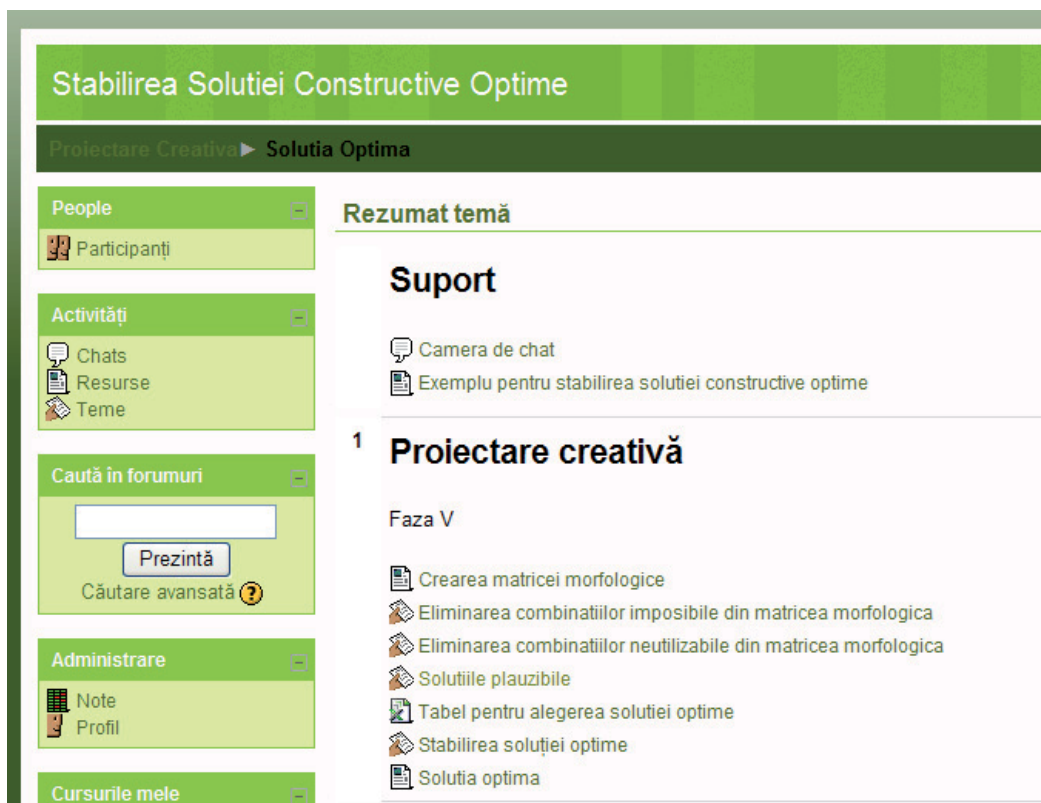 Stabilirea Solutiei Constructive Optime
Proiectare Creativa► Solutia Optima
People
Participanți
Activități
Chats
Resurse
Teme
Caută în forumuri
Prezintă
Căutare avansată ?
Administrare
Note
Profil
Cursurile mele
Rezumat temă
Suport
Camera de chat
Exemplu pentru stabilirea solutiei constructive optime
1 Proiectare creativă
Faza V
Crearea matricei morfologice
Eliminarea combinatiilor imposibile din matricea morfologica
Eliminarea combinatiilor neutilizabile din matricea morfologica
Solutiile plauzibile
Tabel pentru alegerea solutiei optime
Stabilirea soluției optime
Solutia optima